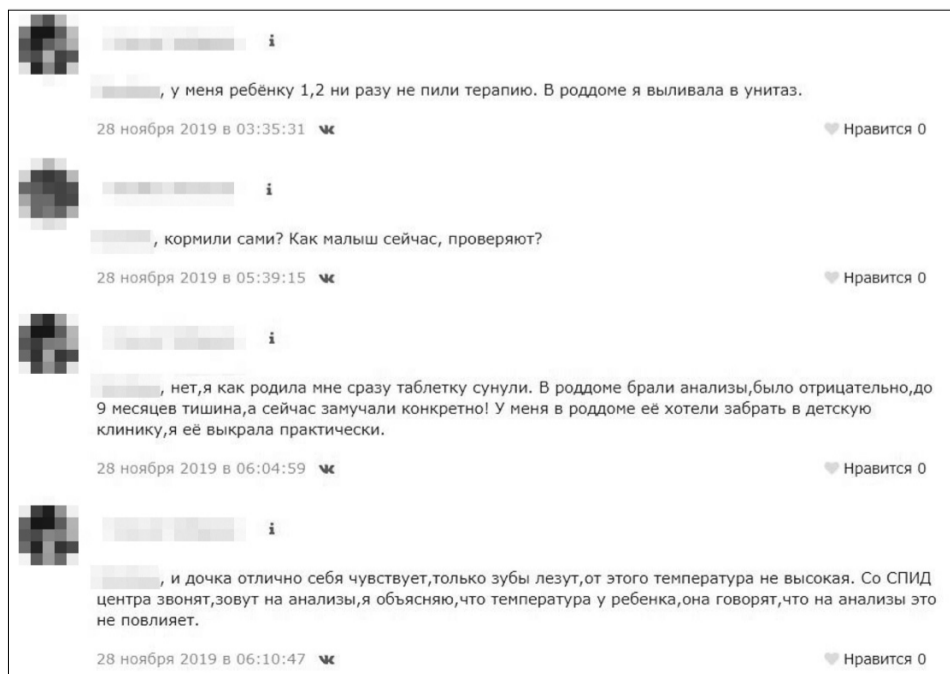 i
, у меня ребёнку 1,2 ни разу не пили терапию. В роддоме я выливала в унитаз.
28 ноября 2019 в 03:35:31 Нравится 0
i
, кормили сами? Как малыш сейчас, проверяют?
28 ноября 2019 в 05:39:15 Нравится 0
i
, нет,я как родила мне сразу таблетку сунули. В роддоме брали анализы,было отрицательно,до
9 месяцев тишина,а сейчас замучали конкретно! У меня в роддоме её хотели забрать в детскую
клинику,я её выкрала практически.
28 ноября 2019 в 06:04:59 Нравится 0
i
, и дочка отлично себя чувствует,только зубы лезут,от этого температура не высокая. Со СПИД
центра звонят,зовут на анализы,я объясняю,что температура у ребенка,она говорят,что на анализы это
не повлияет.
28 ноября 2019 в 06:10:47 Нравится 0